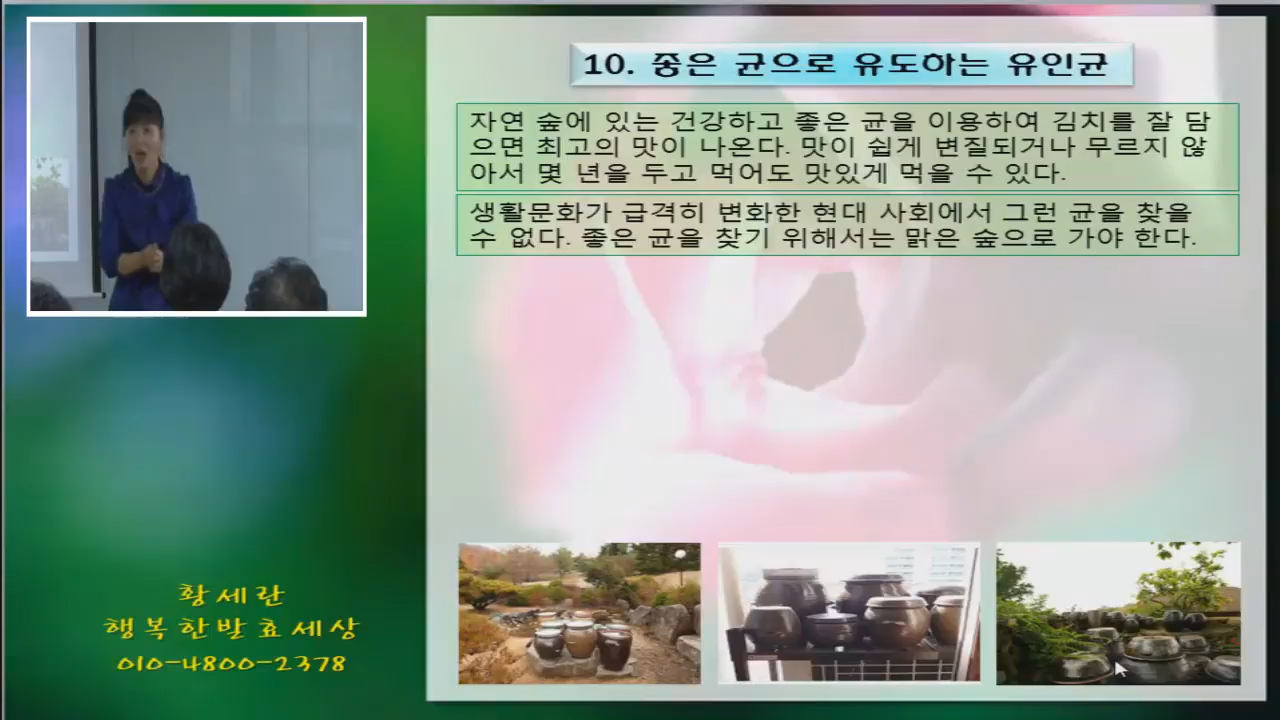 10. 좋은 균으로 유도하는 유인균
자연 숲에 있는 건강하고 좋은 균을 이용하여 김치를 잘 담
으면 최고의 맛이 나온다. 맛이 쉽게 변질되거나 무르지 않
아서 몇 년을 두고 먹어도 맛있게 먹을 수 있다.
생활문화가 급격히 변화한 현대 사회에서 그런 균을 찾을
수 없다. 좋은 균을 찾기 위해서는 맑은 숲으로 가야 한다.
황세란
행복한발효세상
010-4800-2378